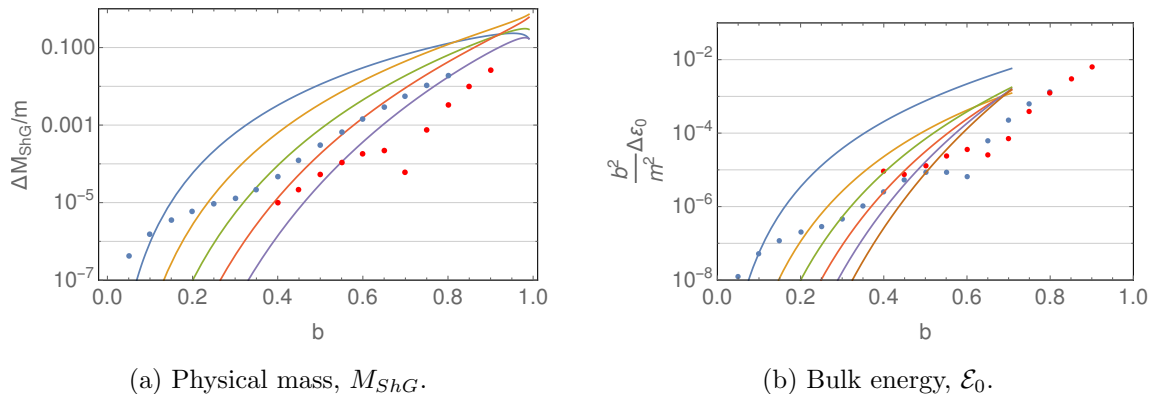 0.100
0.001
10^-5
10^-7
ΔM_ShG/m
0.0 0.2 0.4 0.6 0.8 1.0
b
(a) Physical mass, M_ShG.
10^-2
10^-4
10^-6
10^-8
b^2/m^2 Δε_0
0.0 0.2 0.4 0.6 0.8 1.0
b
(b) Bulk energy, ℰ_0.